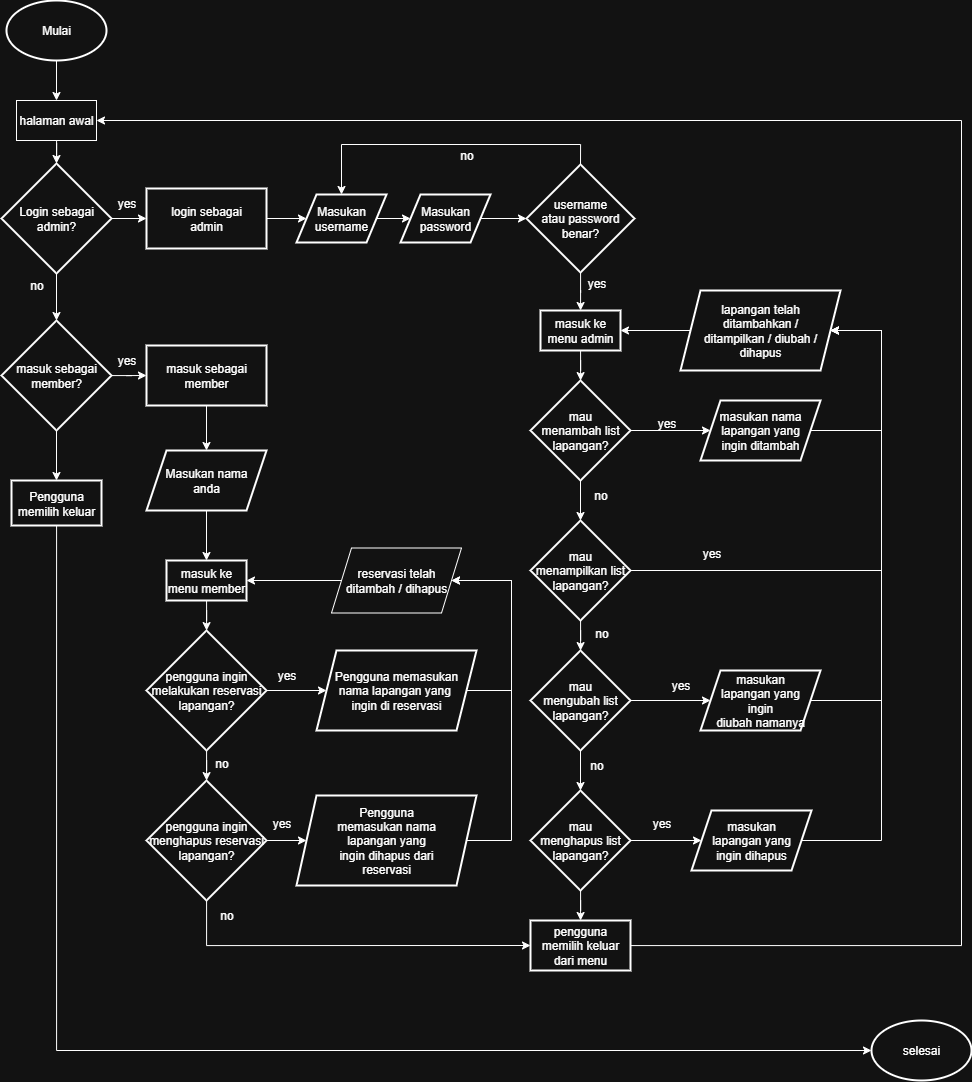 Mulai
halaman awal
Login sebagai
admin?
yes
login sebagai
admin
Masukan
username
Masukan
password
no
username
atau password
benar?
no
yes
masuk ke
menu admin
lapangan telah
ditambahkan /
ditampilkan / diubah /
dihapus
masuk sebagai
member?
yes
masuk sebagai
member
mau
menambah list
lapangan?
yes
masukan nama
lapangan yang
ingin ditambah
Masukan nama
anda
Pengguna
memilih keluar
no
mau
menampilkan list
lapangan?
yes
masuk ke
menu member
reservasi telah
ditambah / dihapus
no
pengguna ingin
melakukan reservasi
lapangan?
yes
Pengguna memasukan
nama lapangan yang
ingin di reservasi
mau
mengubah list
lapangan?
yes
masukan
lapangan yang
ingin
diubah namanya
no
no
pengguna ingin
menghapus reservasi
lapangan?
yes
Pengguna
memasukan nama
lapangan yang
ingin dihapus dari
reservasi
mau
menghapus list
lapangan?
yes
masukan
lapangan yang
ingin dihapus
no
pengguna
memilih keluar
dari menu
selesai